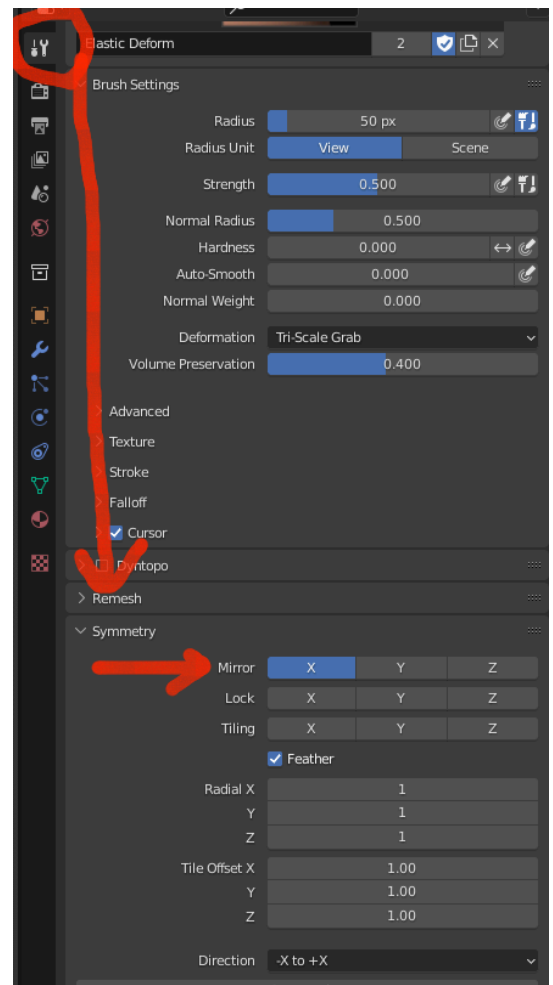 Elastic Deform 2
Brush Settings
Radius 50 px
Radius Unit View Scene
Strength 0.500
Normal Radius 0.500
Hardness 0.000
Auto-Smooth 0.000
Normal Weight 0.000
Deformation Tri-Scale Grab
Volume Preservation 0.400
Advanced
Texture
Stroke
Falloff
Cursor
Dyntopo
Remesh
Symmetry
Mirror X Y Z
Lock X Y Z
Tiling X Y Z
Feather
Radial X 1
Y 1
Z 1
Tile Offset X 1.00
Y 1.00
Z 1.00
Direction -X to +X